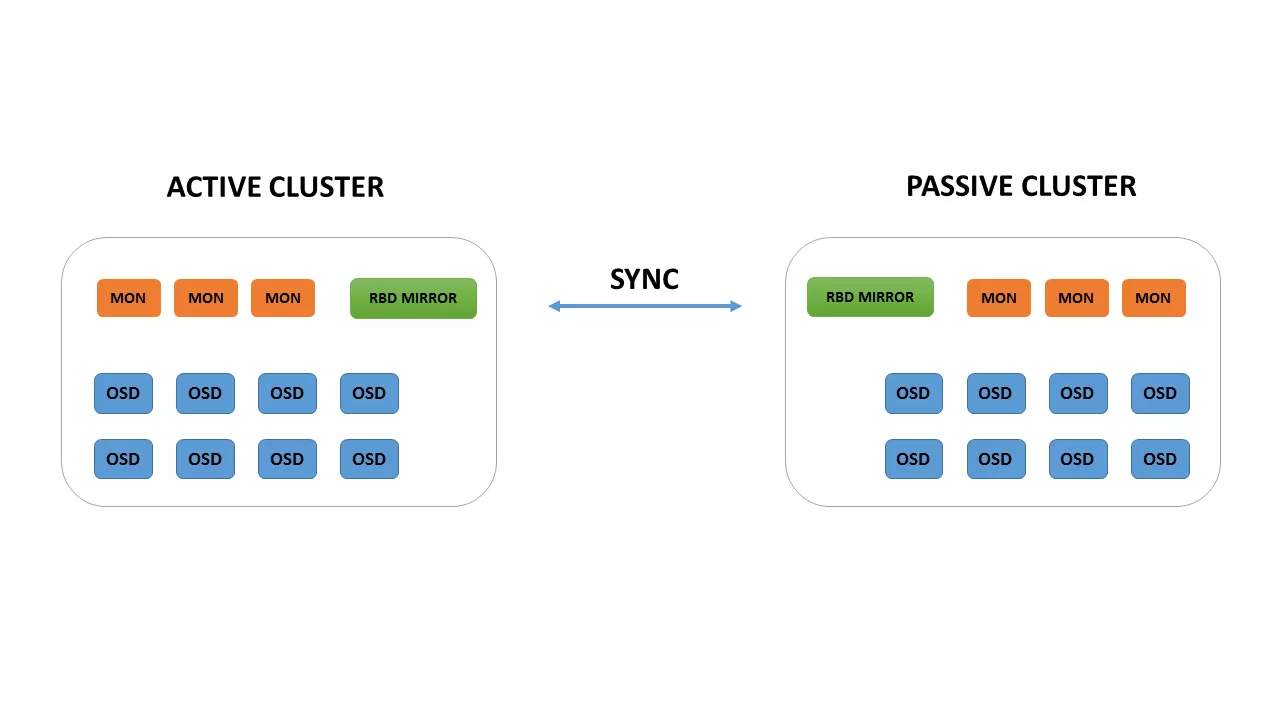 ACTIVE CLUSTER
PASSIVE CLUSTER
SYNC
MON MON MON RBD MIRROR
RBD MIRROR MON MON MON
OSD OSD OSD OSD
OSD OSD OSD OSD
OSD OSD OSD OSD
OSD OSD OSD OSD